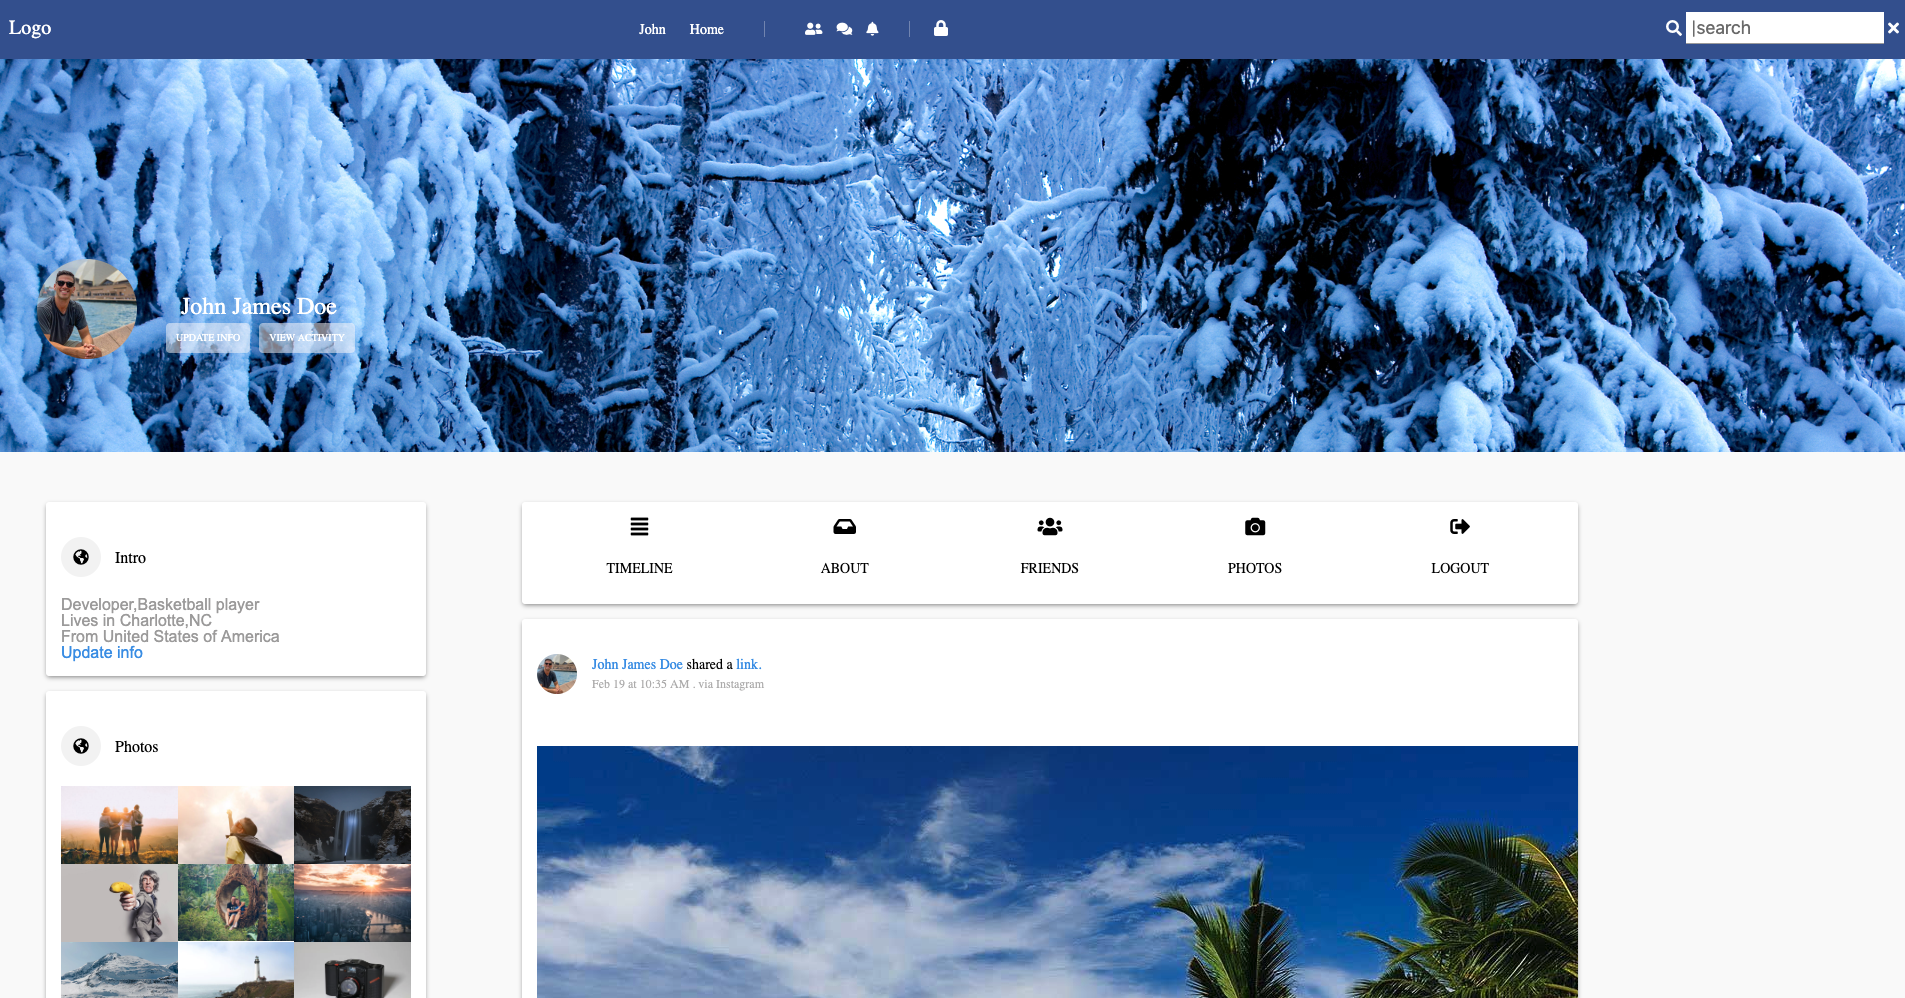 Logo
John Home
|search
John James Doe
UPDATE INFO VIEW ACTIVITY
Intro
Developer,Basketball player
Lives in Charlotte,NC
From United States of America
Update info
Photos
TIMELINE ABOUT FRIENDS PHOTOS LOGOUT
John James Doe shared a link.
Feb 19 at 10:35 AM . via Instagram